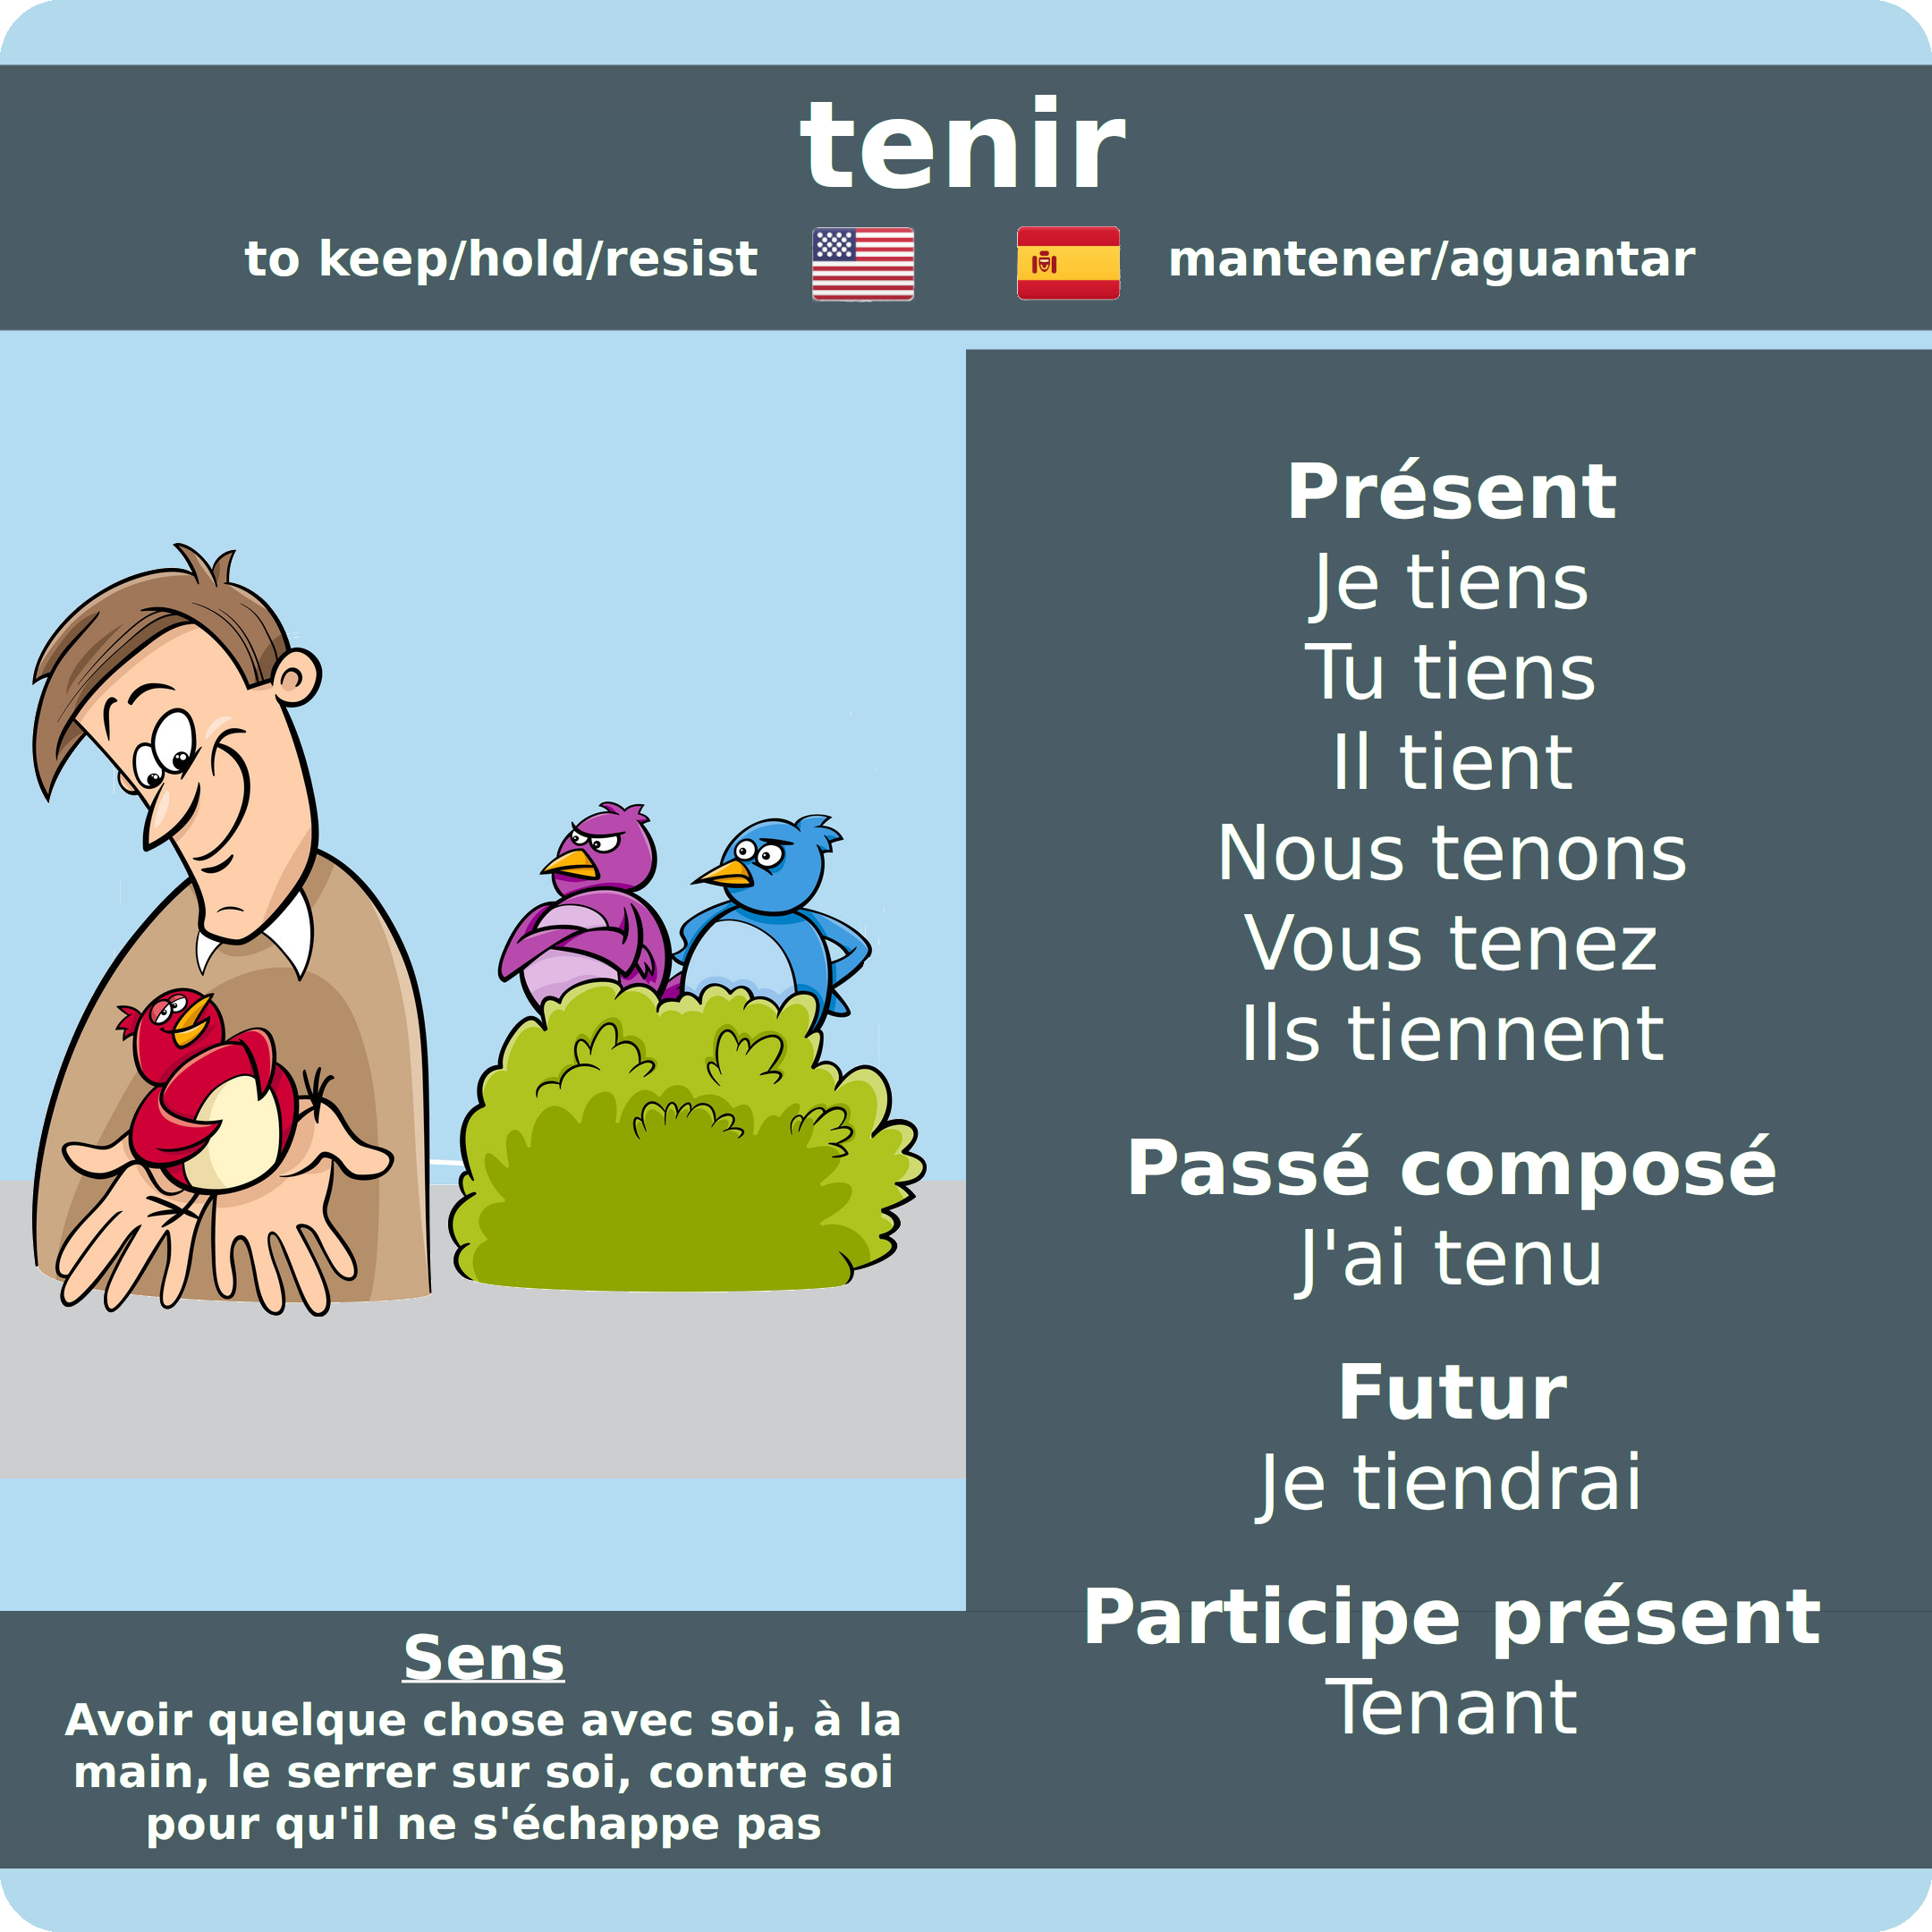 tenir
to keep/hold/resist
mantener/aguantar
Présent
Je tiens
Tu tiens
Il tient
Nous tenons
Vous tenez
Ils tiennent
Passé composé
J'ai tenu
Futur
Je tiendrai
Participe présent
Tenant
Sens
Avoir quelque chose avec soi, à la
main, le serrer sur soi, contre soi
pour qu'il ne s'échappe pas